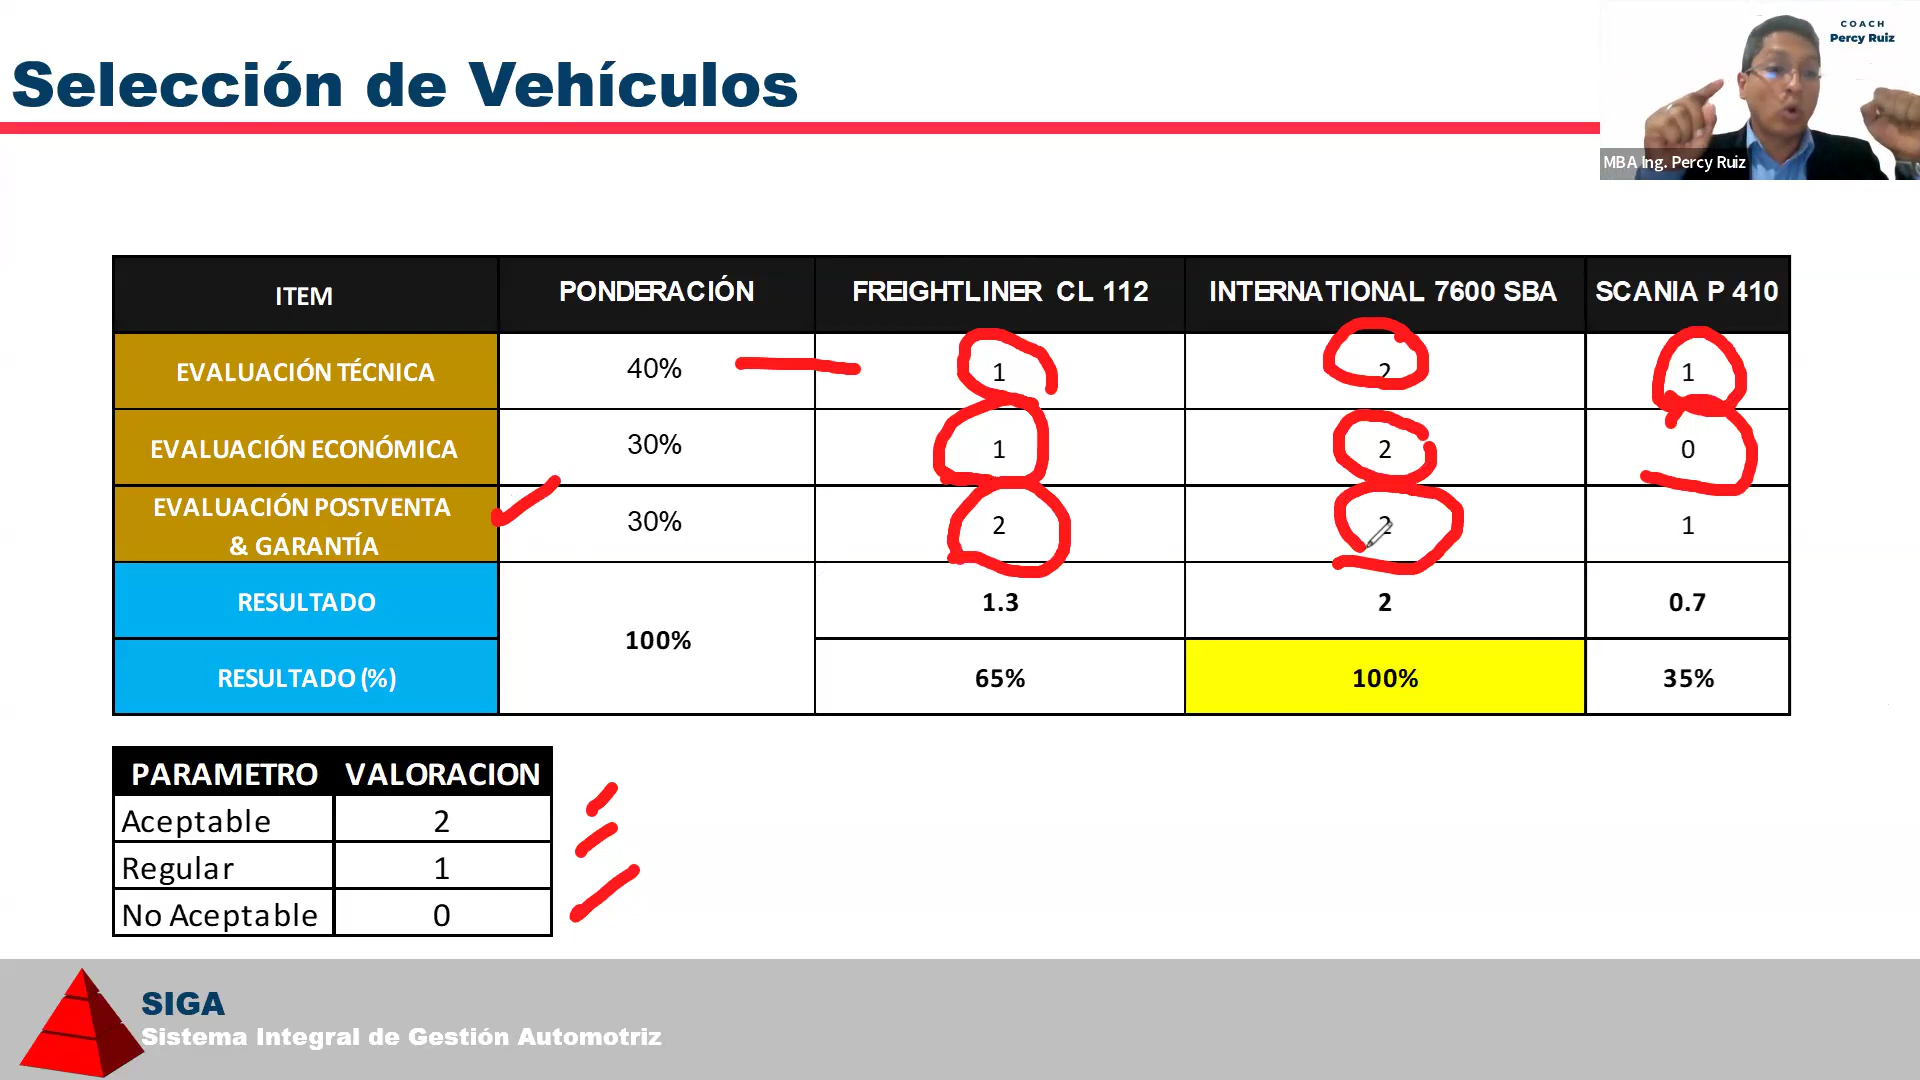 COACH
Percy Ruiz
Selección de Vehículos
MBA Ing. Percy Ruiz
ITEM PONDERACIÓN FREIGHTLINER CL 112 INTERNATIONAL 7600 SBA SCANIA P 410
EVALUACIÓN TÉCNICA 40% 1 2 1
EVALUACIÓN ECONÓMICA 30% 1 2 0
EVALUACIÓN POSTVENTA
& GARANTÍA 30% 2 2 1
RESULTADO 100% 1.3 2 0.7
RESULTADO (%) 65% 100% 35%
PARAMETRO VALORACION
Aceptable 2
Regular 1
No Aceptable 0
SIGA
Sistema Integral de Gestión Automotriz